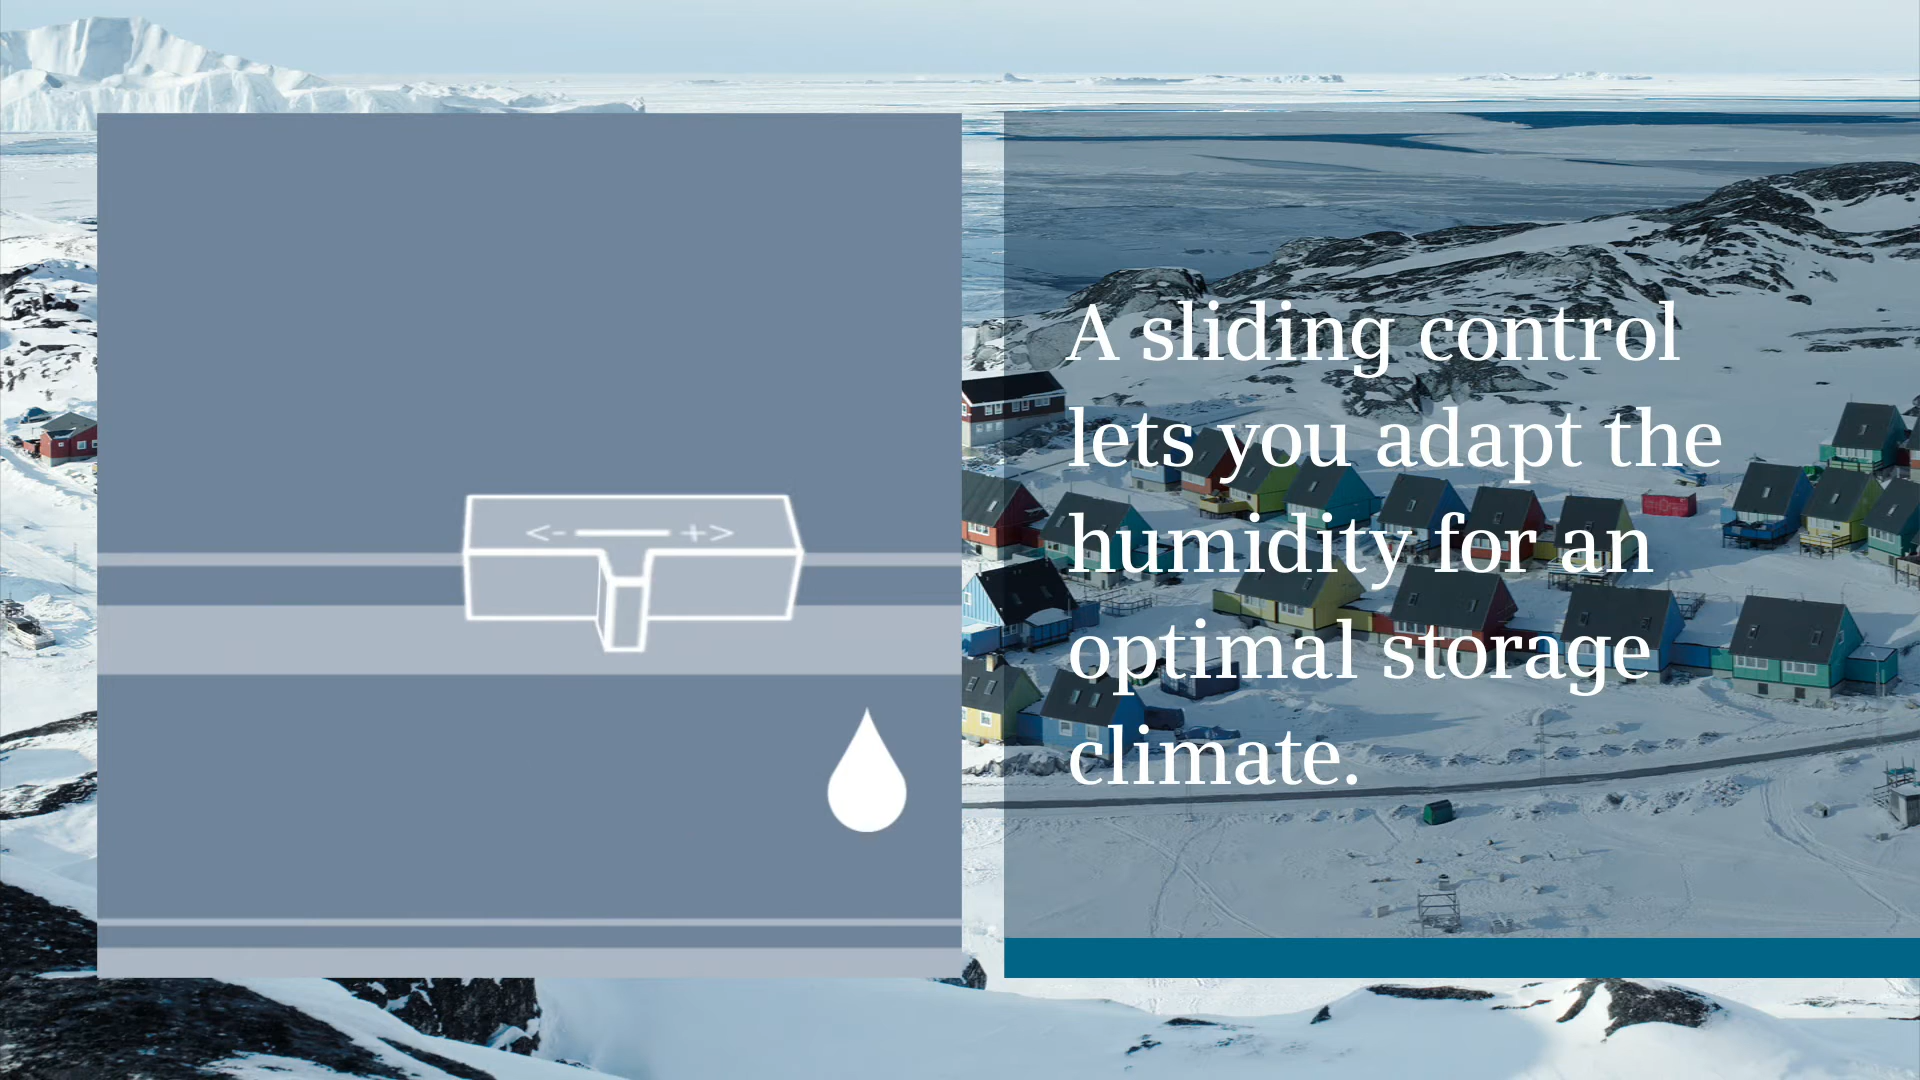 <- +>
A sliding control
lets you adapt the
humidity for an
optimal storage
climate.